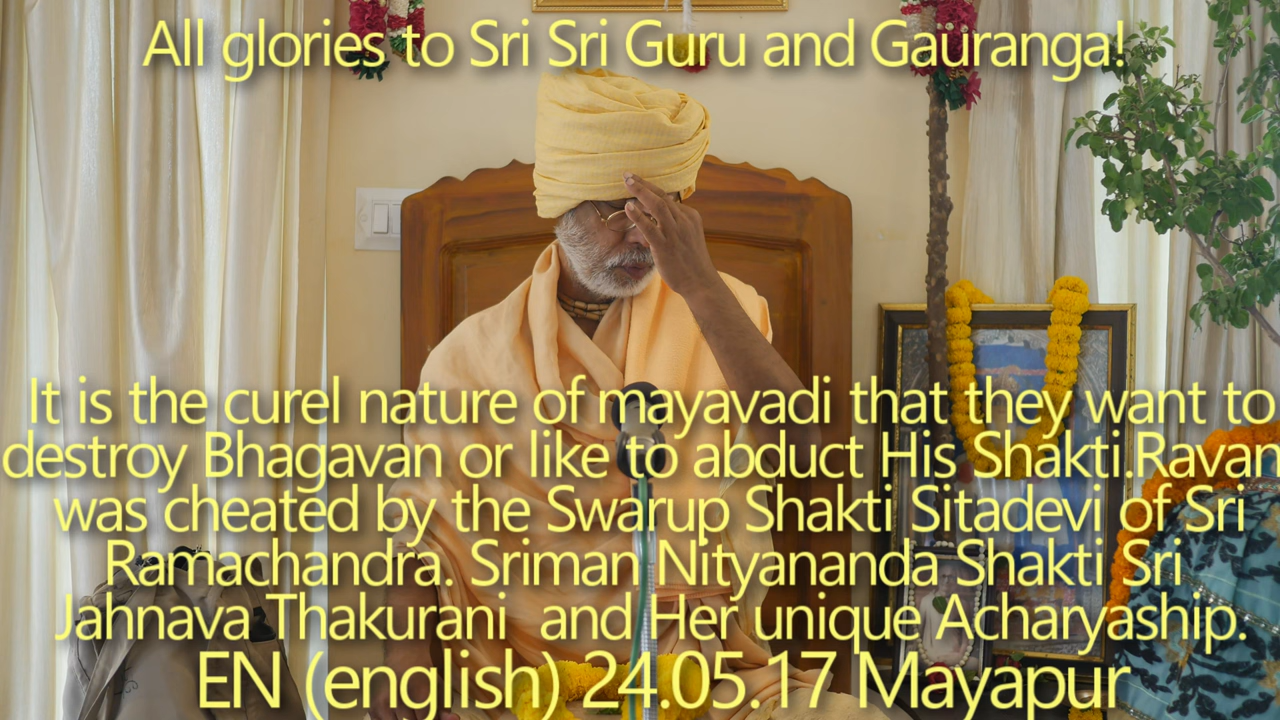 All glories to Sri Sri Guru and Gauranga!
It is the curel nature of mayavadi that they want to
destroy Bhagavan or like to abduct His Shakti.Ravan
was cheated by the Swarup Shakti Sitadevi of Sri
Ramachandra. Sriman Nityananda Shakti Sri
Jahnava Thakurani and Her unique Acharyaship.
EN (english) 24.05.17 Mayapur